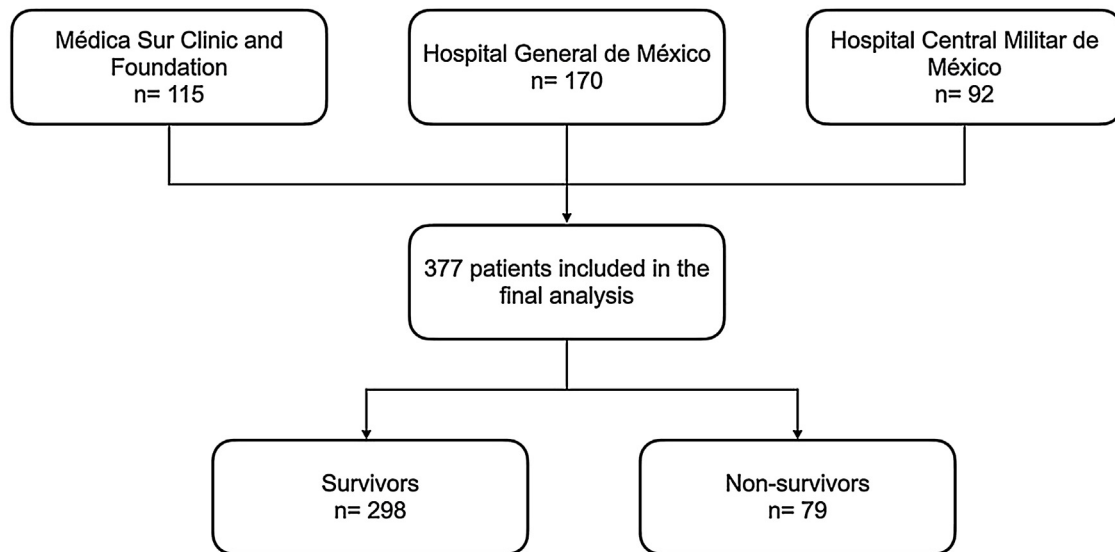 Médica Sur Clinic and
Foundation
n= 115
Hospital General de México
n= 170
Hospital Central Militar de
México
n= 92
377 patients included in the
final analysis
Survivors
n= 298
Non-survivors
n= 79